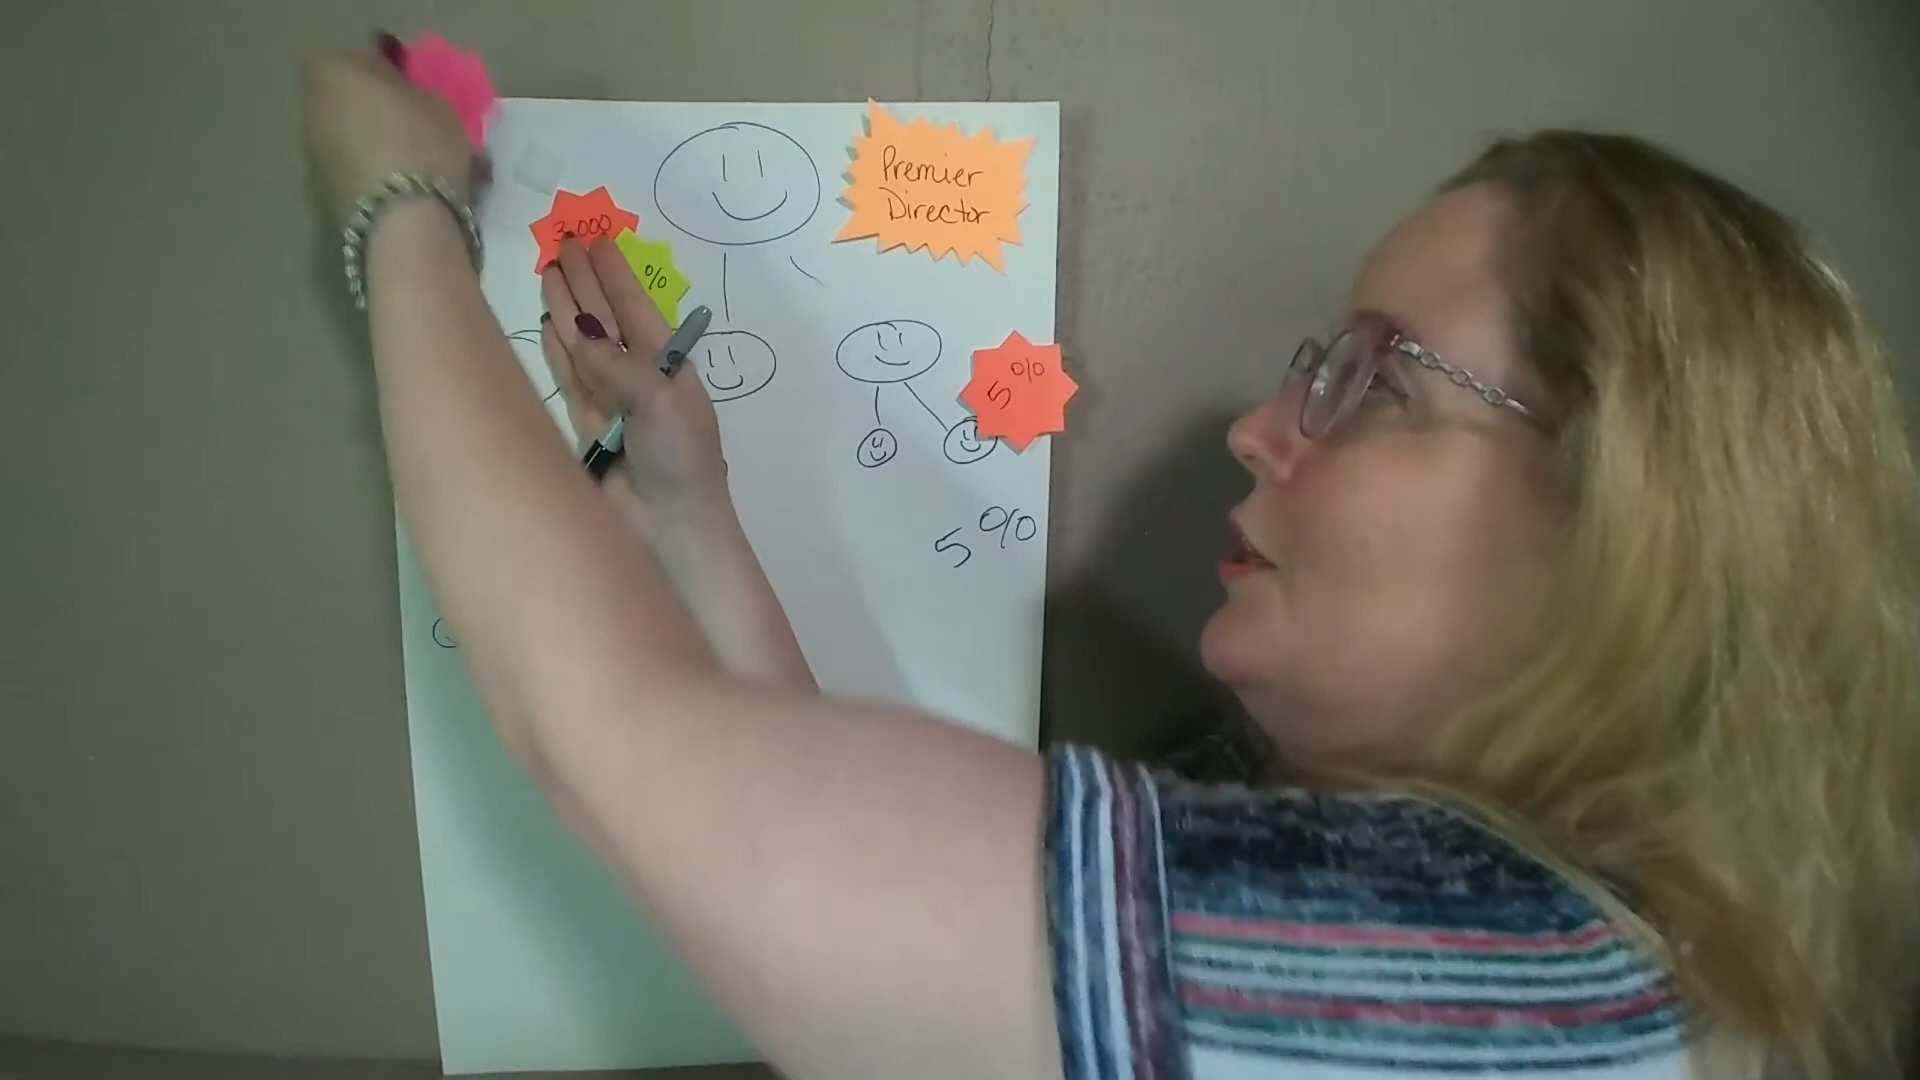 Premier
Director
3,000
%
5%
5%